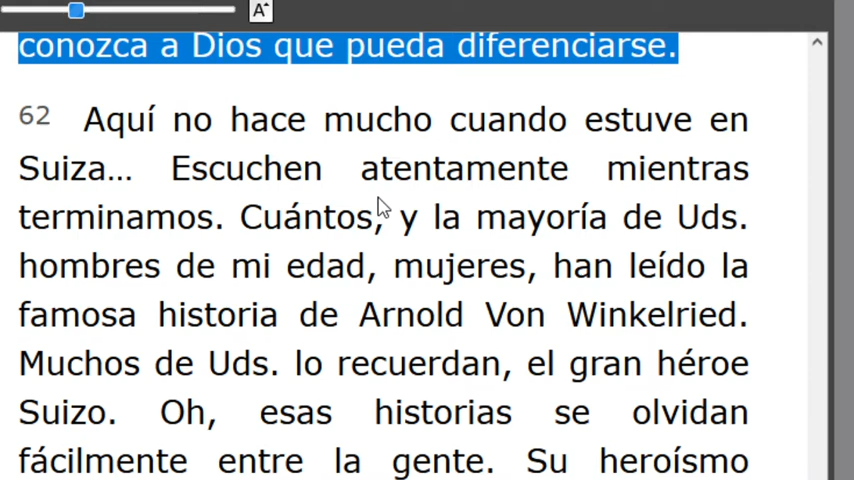 A
conozca a Dios que pueda diferenciarse.
62 Aquí no hace mucho cuando estuve en
Suiza... Escuchen atentamente mientras
terminamos. Cuántos, y la mayoría de Uds.
hombres de mi edad, mujeres, han leído la
famosa historia de Arnold Von Winkelried.
Muchos de Uds. lo recuerdan, el gran héroe
Suizo. Oh, esas historias se olvidan
fácilmente entre la gente. Su heroísmo